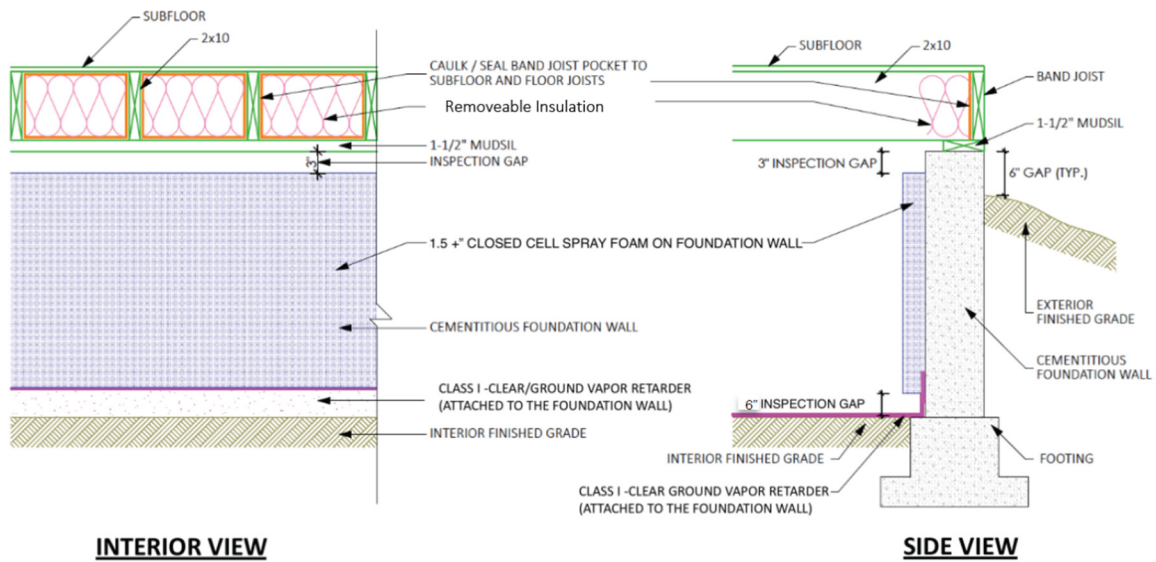 SUBFLOOR
2x10
CAULK / SEAL BAND JOIST POCKET TO
SUBFLOOR AND FLOOR JOISTS
Removeable Insulation
1-1/2" MUDSIL
INSPECTION GAP
3"
1.5 +" CLOSED CELL SPRAY FOAM ON FOUNDATION WALL
CEMENTITIOUS FOUNDATION WALL
CLASS I -CLEAR/GROUND VAPOR RETARDER
(ATTACHED TO THE FOUNDATION WALL)
INTERIOR FINISHED GRADE
INTERIOR VIEW
SUBFLOOR
2x10
BAND JOIST
1-1/2" MUDSIL
3" INSPECTION GAP
6" GAP (TYP.)
EXTERIOR
FINISHED GRADE
CEMENTITIOUS
FOUNDATION WALL
6" INSPECTION GAP
INTERIOR FINISHED GRADE
FOOTING
CLASS I -CLEAR GROUND VAPOR RETARDER
(ATTACHED TO THE FOUNDATION WALL)
SIDE VIEW